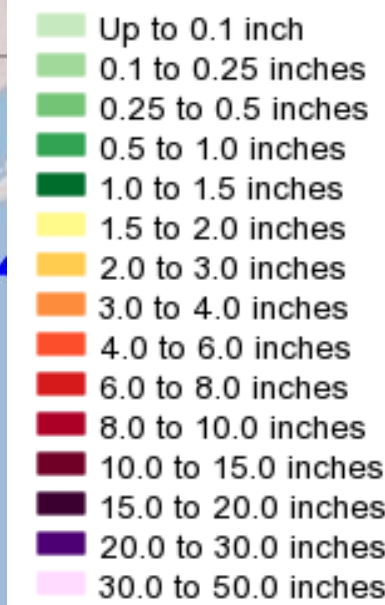 Up to 0.1 inch
0.1 to 0.25 inches
0.25 to 0.5 inches
0.5 to 1.0 inches
1.0 to 1.5 inches
1.5 to 2.0 inches
2.0 to 3.0 inches
3.0 to 4.0 inches
4.0 to 6.0 inches
6.0 to 8.0 inches
8.0 to 10.0 inches
10.0 to 15.0 inches
15.0 to 20.0 inches
20.0 to 30.0 inches
30.0 to 50.0 inches